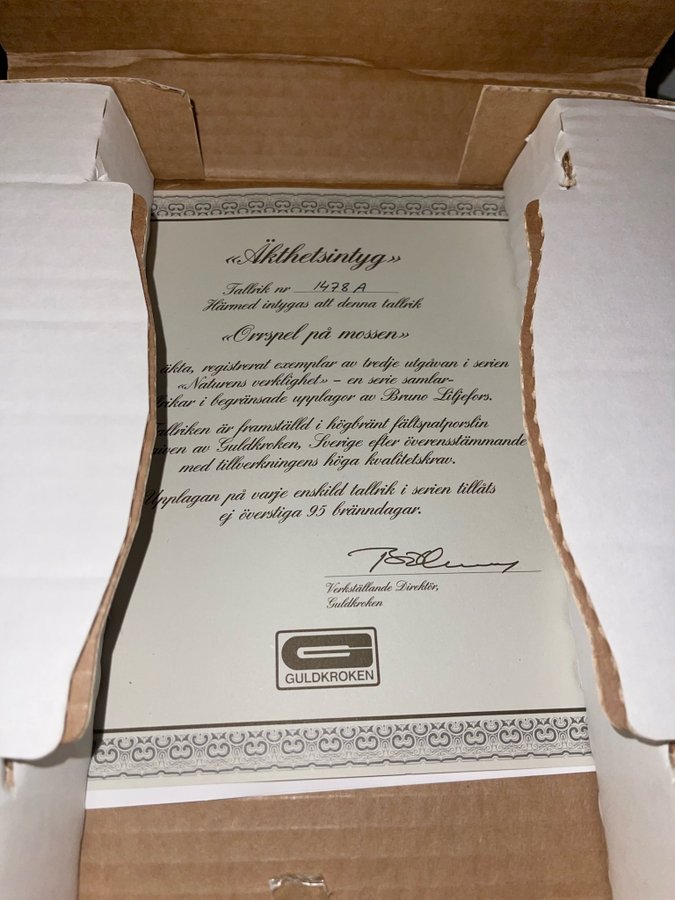 «Äkthetsintyg»
Tallrik nr 1478 A
Härmed intygas att denna tallrik
«Orrspel på mossen»
äkta, registrerat exemplar av tredje utgåvan i serien
«Naturens verklighet» – en serie samlar-
i begränsade upplagor av Bruno Liljefors.
Tallriken är framställd i högbränt fältspatporslin
av Guldkroken, Sverige efter överensstämmande
med tillverkningens höga kvalitetskrav.
Upplagan på varje enskild tallrik i serien tillåts
ej överstiga 95 bränndagar.
Verkställande Direktör,
Guldkroken
GULDKROKEN